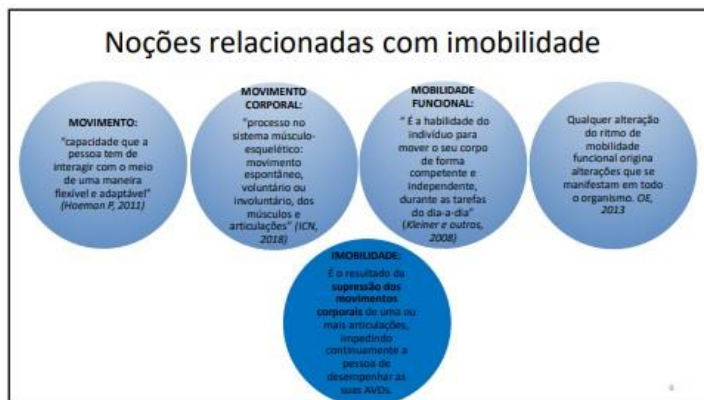 Noções relacionadas com imobilidade
MOVIMENTO:
"capacidade que a
pessoa tem de
interagir com o meio
de uma maneira
flexível e adaptável"
(Hoeman P, 2011)
MOVIMENTO
CORPORAL:
"processo no
sistema músculo-
esquelético:
movimento
espontâneo,
voluntário ou
involuntário, dos
músculos e
articulações" (ICN,
2018)
MOBILIDADE
FUNCIONAL:
" É a habilidade do
indivíduo para
mover o seu corpo
de forma
competente e
independente,
durante as tarefas
do dia-a-dia"
(Kleiner e outros,
2008)
Qualquer alteração
do ritmo de
mobilidade
funcional origina
alterações que se
manifestam em todo
o organismo. OE,
2013
IMOBILIDADE:
É o resultado da
supressão dos
movimentos
corporais de uma ou
mais articulações,
impedindo
continuamente a
pessoa de
desempenhar as
suas AVDs.